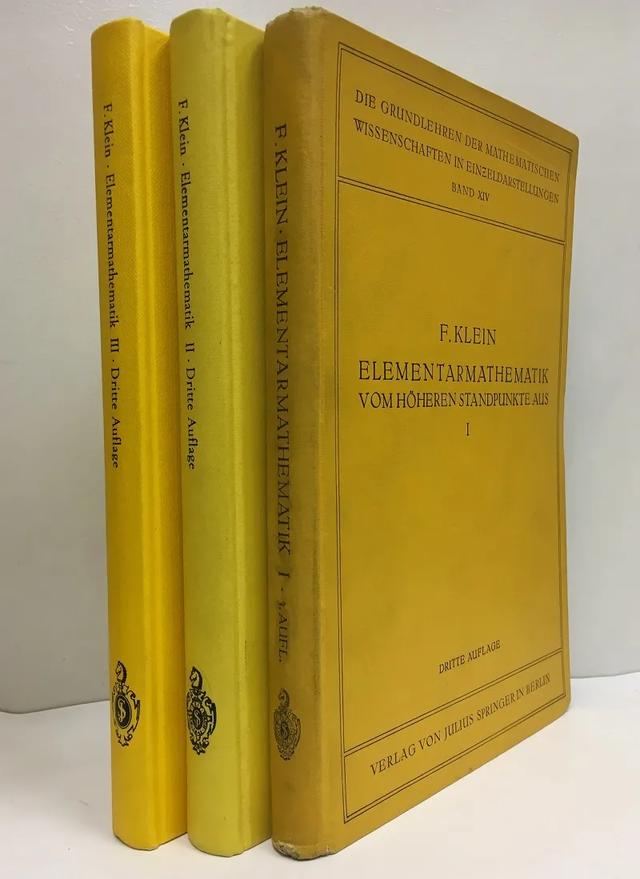 F. Klein · Elementarmathematik III · Dritte Auflage
F. Klein · Elementarmathematik II · Dritte Auflage
F. KLEIN · ELEMENTARMATHEMATIK I · 3. AUFL.
DIE GRUNDLEHREN DER MATHEMATISCHEN
WISSENSCHAFTEN IN EINZELDARSTELLUNGEN
BAND XIV
F. KLEIN
ELEMENTARMATHEMATIK
VOM HÖHEREN STANDPUNKTE AUS
I
DRITTE AUFLAGE
VERLAG VON JULIUS SPRINGER IN BERLIN